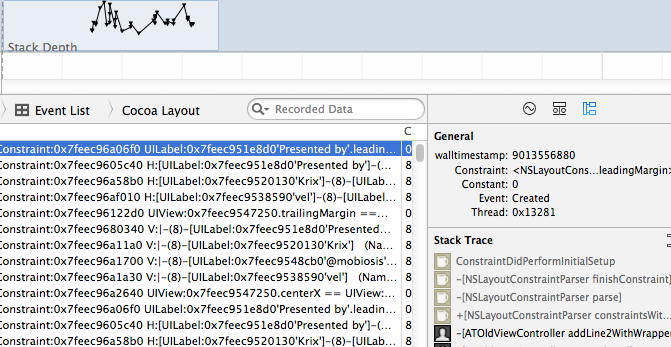 Stack Depth
Event List Cocoa Layout Recorded Data
C
Constraint:0x7feec96a06f0 UILabel:0x7feec951e8d0'Presented by'.leadin... 0
Constraint:0x7feec9605c40 H:[UILabel:0x7feec951e8d0'Presented by']-(... 8
Constraint:0x7feec96a58b0 H:[UILabel:0x7feec9520130'Krix']-(8)-[UILab... 8
Constraint:0x7feec96af010 H:[UILabel:0x7feec9538590'vel']-(8)-[UILabe... 8
Constraint:0x7feec96122d0 UIView:0x7feec9547250.trailingMargin ==... 0
Constraint:0x7feec9680340 V:|-(8)-[UILabel:0x7feec951e8d0'Presented... 8
Constraint:0x7feec96a11a0 V:|-(8)-[UILabel:0x7feec9520130'Krix'] (Na... 8
Constraint:0x7feec96a1700 V:|-(8)-[UILabel:0x7feec9548cb0'@mobiosis'... 8
Constraint:0x7feec96a1a30 V:|-(8)-[UILabel:0x7feec9538590'vel'] (Nam... 8
Constraint:0x7feec96a2640 UIView:0x7feec9547250.centerX == UIView:... 0
Constraint:0x7feec96a06f0 UILabel:0x7feec951e8d0'Presented by'.leadin... 0
Constraint:0x7feec9605c40 H:[UILabel:0x7feec951e8d0'Presented by']-(... 8
Constraint:0x7feec96a58b0 H:[UILabel:0x7feec9520130'Krix']-(8)-[UILab... 8
General
walltimestamp: 9013556880
Constraint: <NSLayoutCons...leadingMargin>
Constant: 0
Event: Created
Thread: 0x13281
Stack Trace
ConstraintDidPerformInitialSetup
-[NSLayoutConstraintParser finishConstraint]
-[NSLayoutConstraintParser parse]
+[NSLayoutConstraintParser constraintsWit...
-[ATOldViewController addLine2WithWrappe